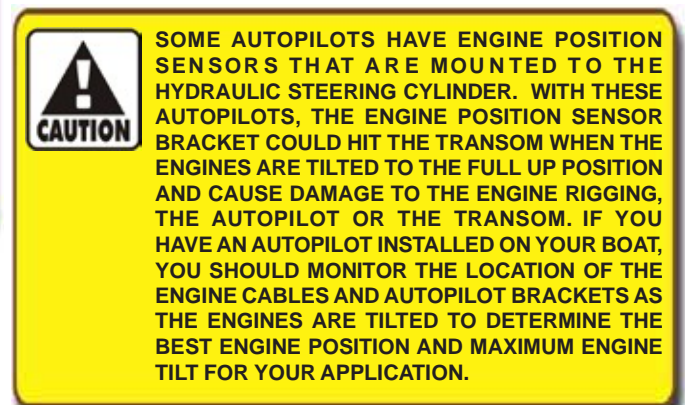 CAUTION
SOME AUTOPILOTS HAVE ENGINE POSITION
SENSORS THAT ARE MOUNTED TO THE
HYDRAULIC STEERING CYLINDER. WITH THESE
AUTOPILOTS, THE ENGINE POSITION SENSOR
BRACKET COULD HIT THE TRANSOM WHEN THE
ENGINES ARE TILTED TO THE FULL UP POSITION
AND CAUSE DAMAGE TO THE ENGINE RIGGING,
THE AUTOPILOT OR THE TRANSOM. IF YOU
HAVE AN AUTOPILOT INSTALLED ON YOUR BOAT,
YOU SHOULD MONITOR THE LOCATION OF THE
ENGINE CABLES AND AUTOPILOT BRACKETS AS
THE ENGINES ARE TILTED TO DETERMINE THE
BEST ENGINE POSITION AND MAXIMUM ENGINE
TILT FOR YOUR APPLICATION.